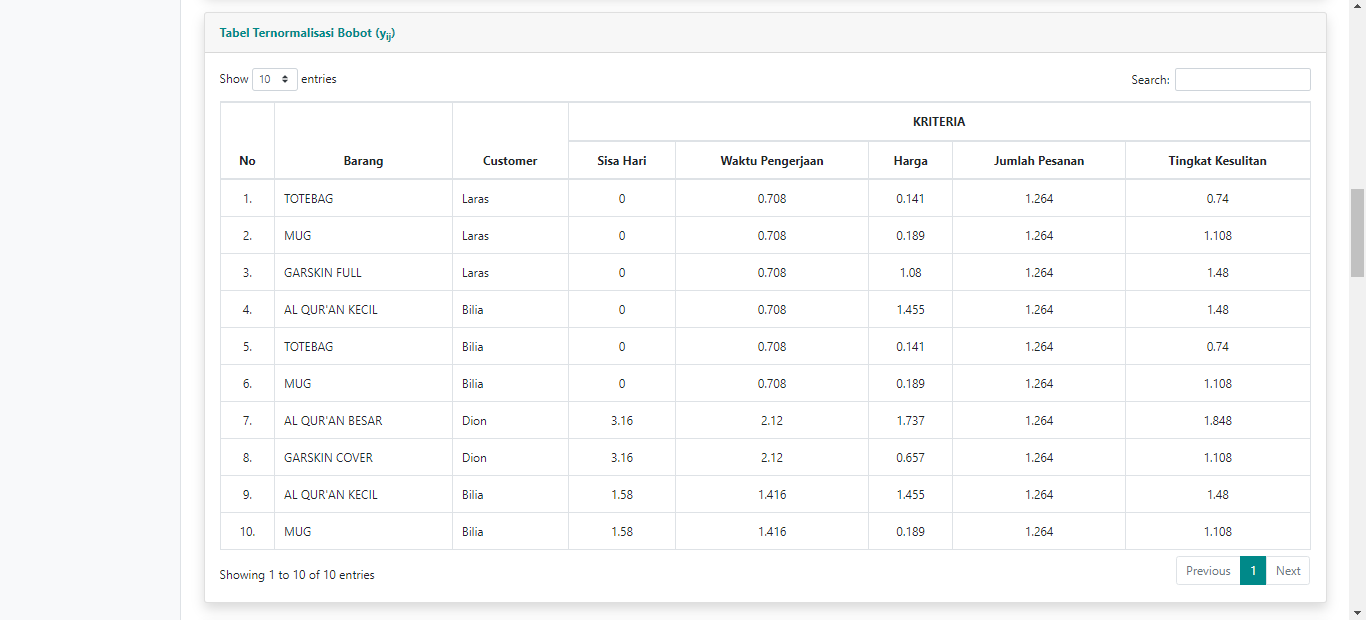 Tabel Ternormalisasi Bobot (yij)
Show 10 entries Search:
KRITERIA
No Barang Customer Sisa Hari Waktu Pengerjaan Harga Jumlah Pesanan Tingkat Kesulitan
1. TOTEBAG Laras 0 0.708 0.141 1.264 0.74
2. MUG Laras 0 0.708 0.189 1.264 1.108
3. GARSKIN FULL Laras 0 0.708 1.08 1.264 1.48
4. AL QUR'AN KECIL Bilia 0 0.708 1.455 1.264 1.48
5. TOTEBAG Bilia 0 0.708 0.141 1.264 0.74
6. MUG Bilia 0 0.708 0.189 1.264 1.108
7. AL QUR'AN BESAR Dion 3.16 2.12 1.737 1.264 1.848
8. GARSKIN COVER Dion 3.16 2.12 0.657 1.264 1.108
9. AL QUR'AN KECIL Bilia 1.58 1.416 1.455 1.264 1.48
10. MUG Bilia 1.58 1.416 0.189 1.264 1.108
Showing 1 to 10 of 10 entries Previous 1 Next